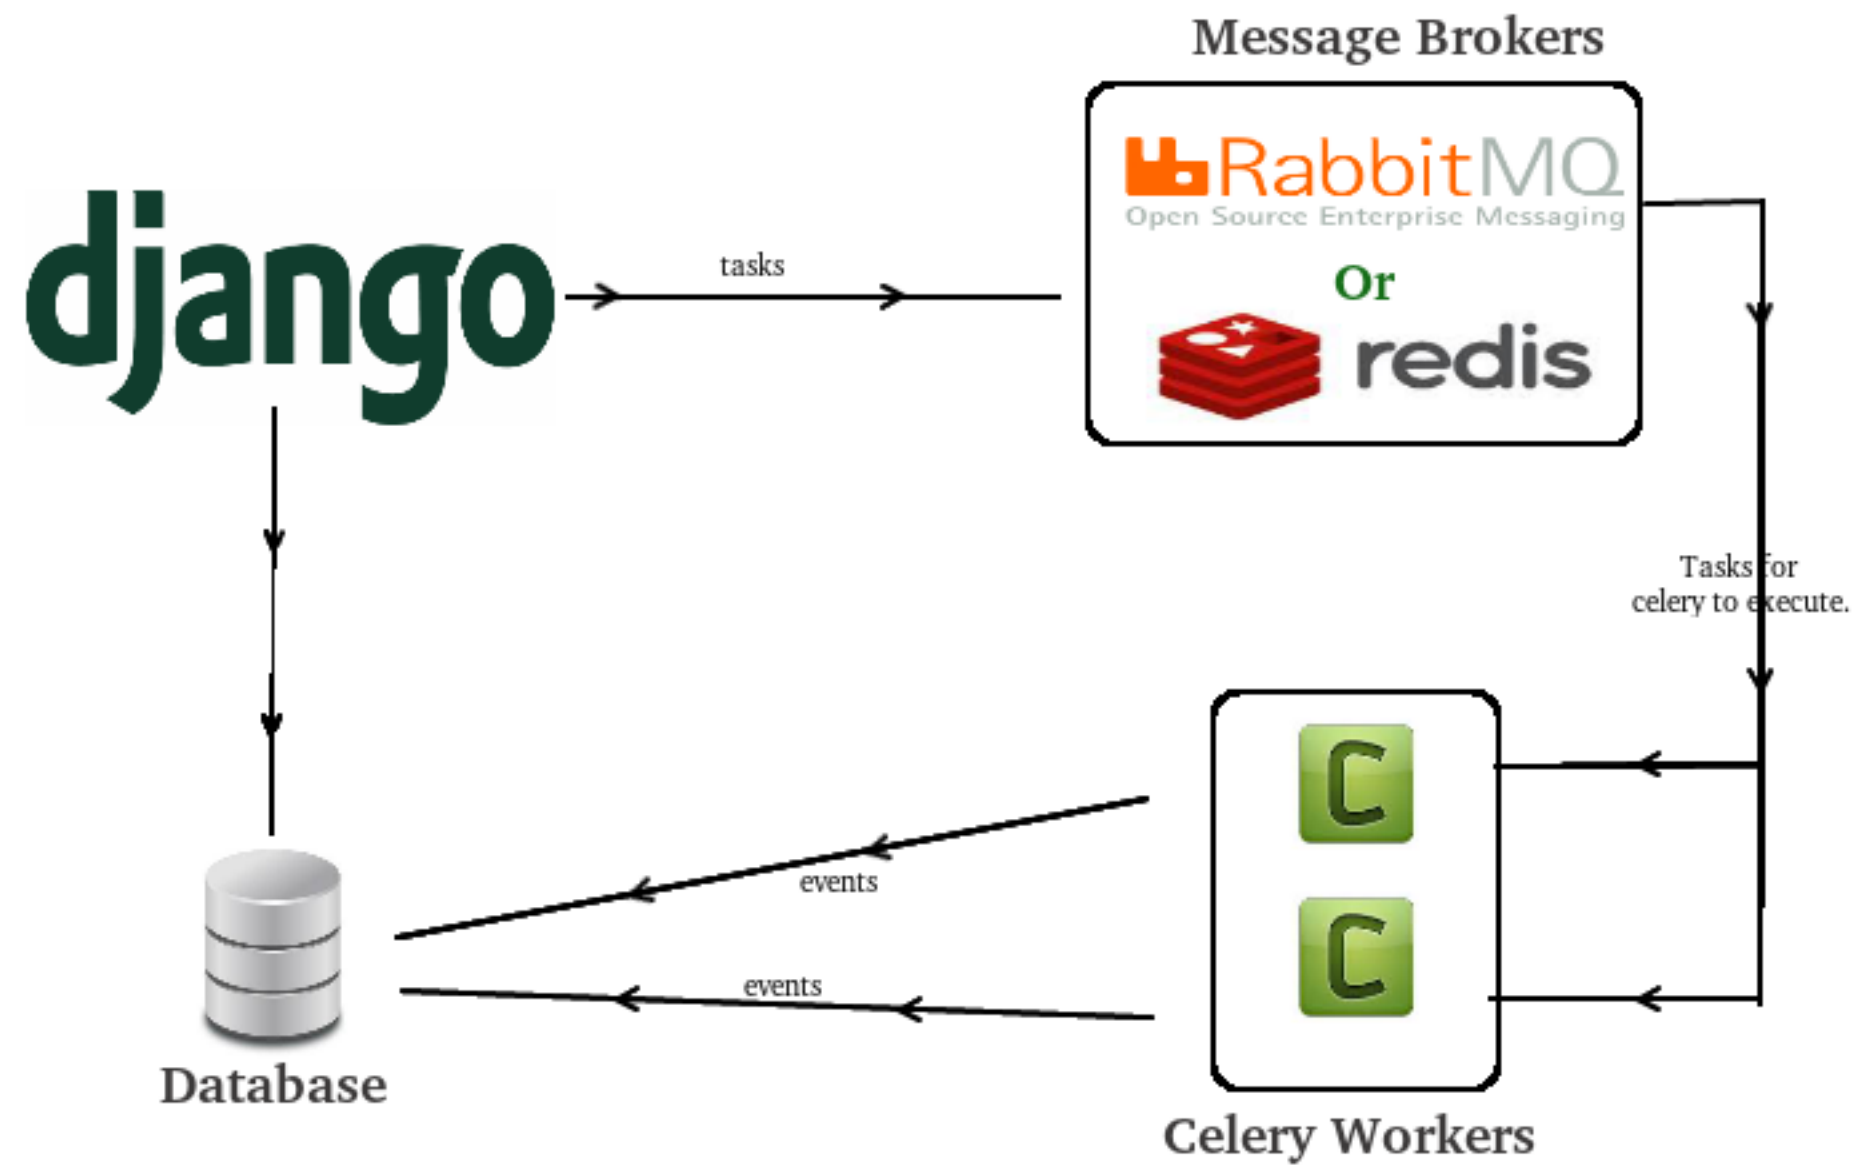 Message Brokers
RabbitMQ
Open Source Enterprise Messaging
django
tasks
Or
redis
Tasks for
celery to execute.
C
events
C
events
Database
Celery Workers